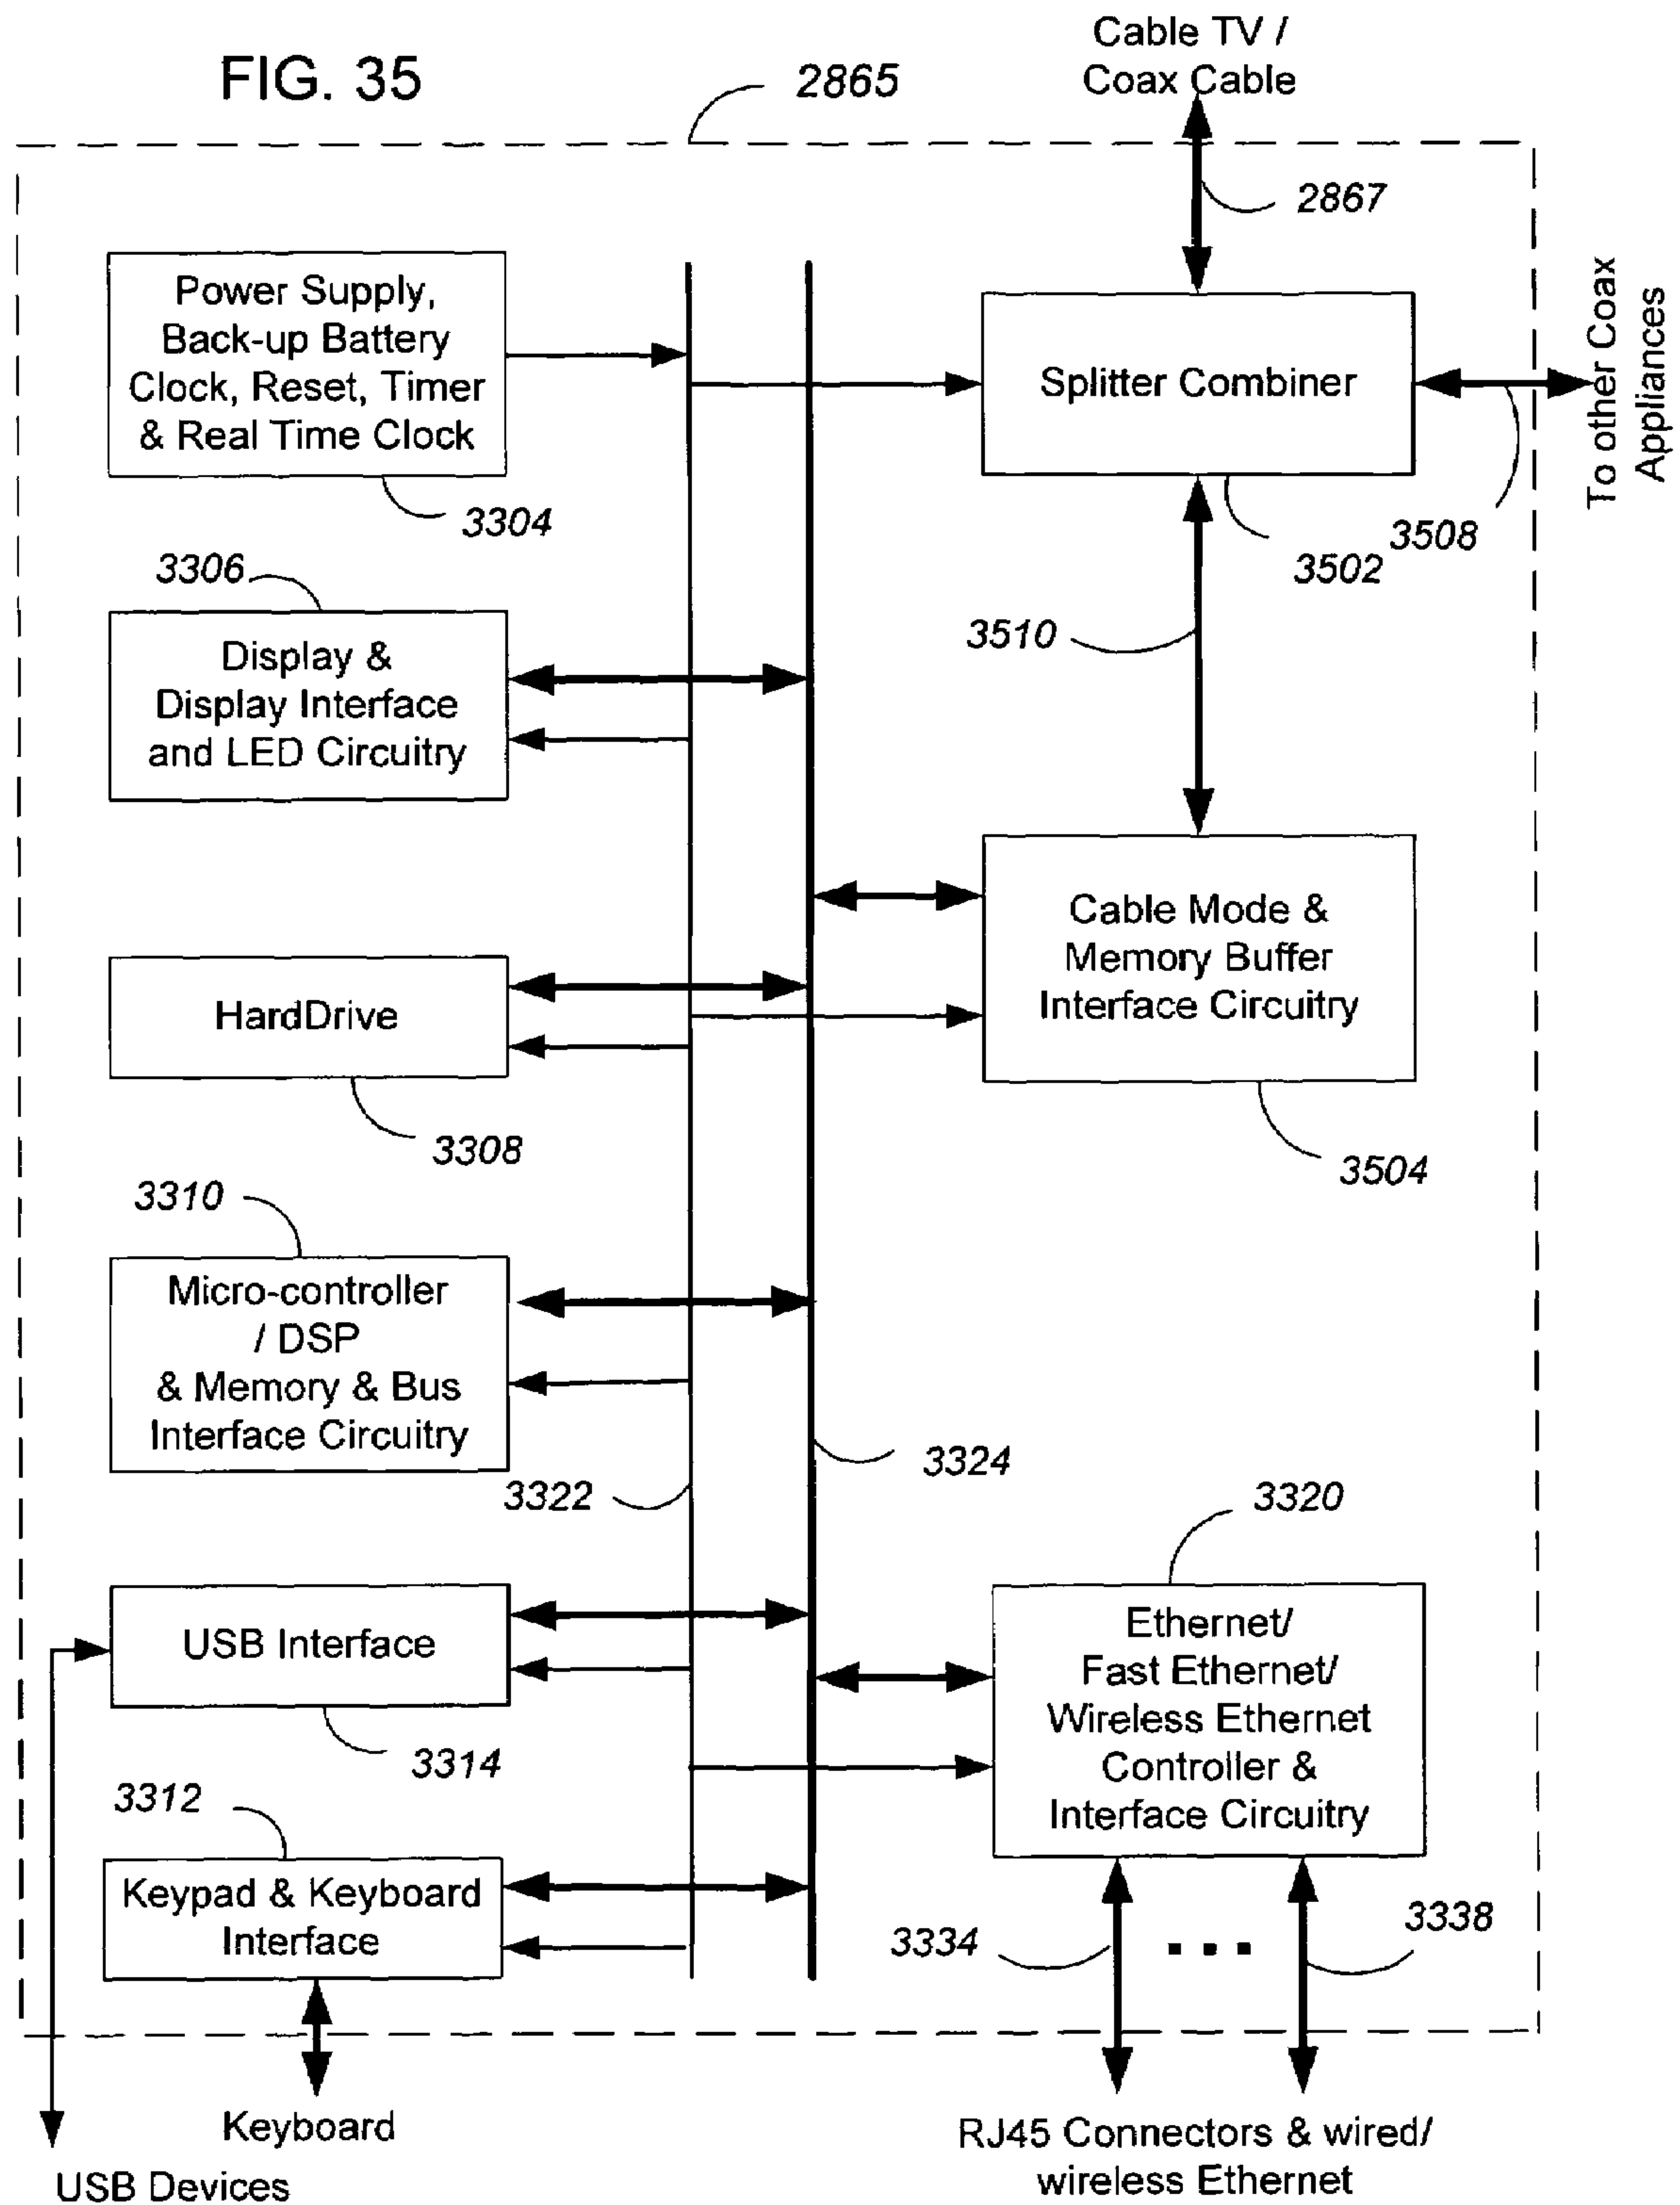 FIG. 35
2865
Cable TV /
Coax Cable
2867
Power Supply,
Back-up Battery
Clock, Reset, Timer
& Real Time Clock
3304
Splitter Combiner
To other Coax
Appliances
3508
3502
3306
Display &
Display Interface
and LED Circuitry
3510
Cable Mode &
Memory Buffer
Interface Circuitry
3504
HardDrive
3308
3310
Micro-controller
/ DSP
& Memory & Bus
Interface Circuitry
3324
3322
3320
USB Interface
3314
Ethernet/
Fast Ethernet/
Wireless Ethernet
Controller &
Interface Circuitry
3312
Keypad & Keyboard
Interface
3334
...
3338
Keyboard
USB Devices
RJ45 Connectors & wired/
wireless Ethernet